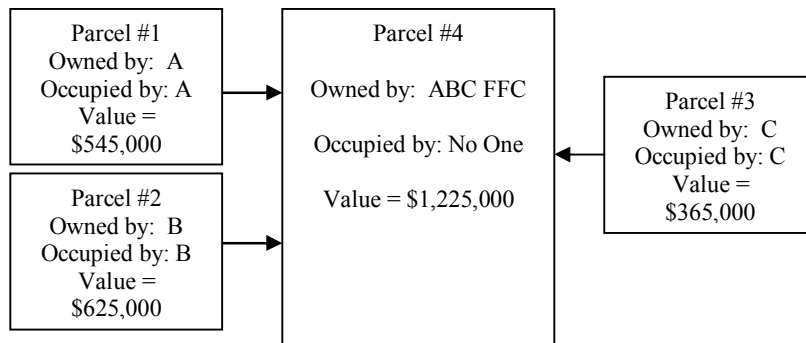 Parcel #1
Owned by: A
Occupied by: A
Value =
$545,000
Parcel #2
Owned by: B
Occupied by: B
Value =
$625,000
Parcel #4
Owned by: ABC FFC
Occupied by: No One
Value = $1,225,000
Parcel #3
Owned by: C
Occupied by: C
Value =
$365,000